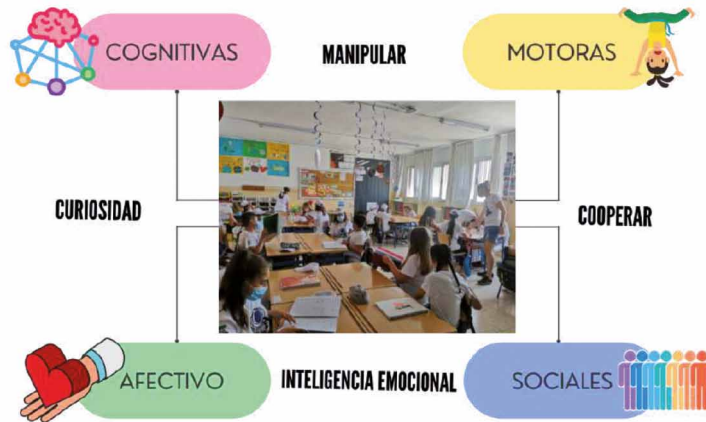 COGNITIVAS
MANIPULAR
MOTORAS
CURIOSIDAD
COOPERAR
AFECTIVO
INTELIGENCIA EMOCIONAL
SOCIALES